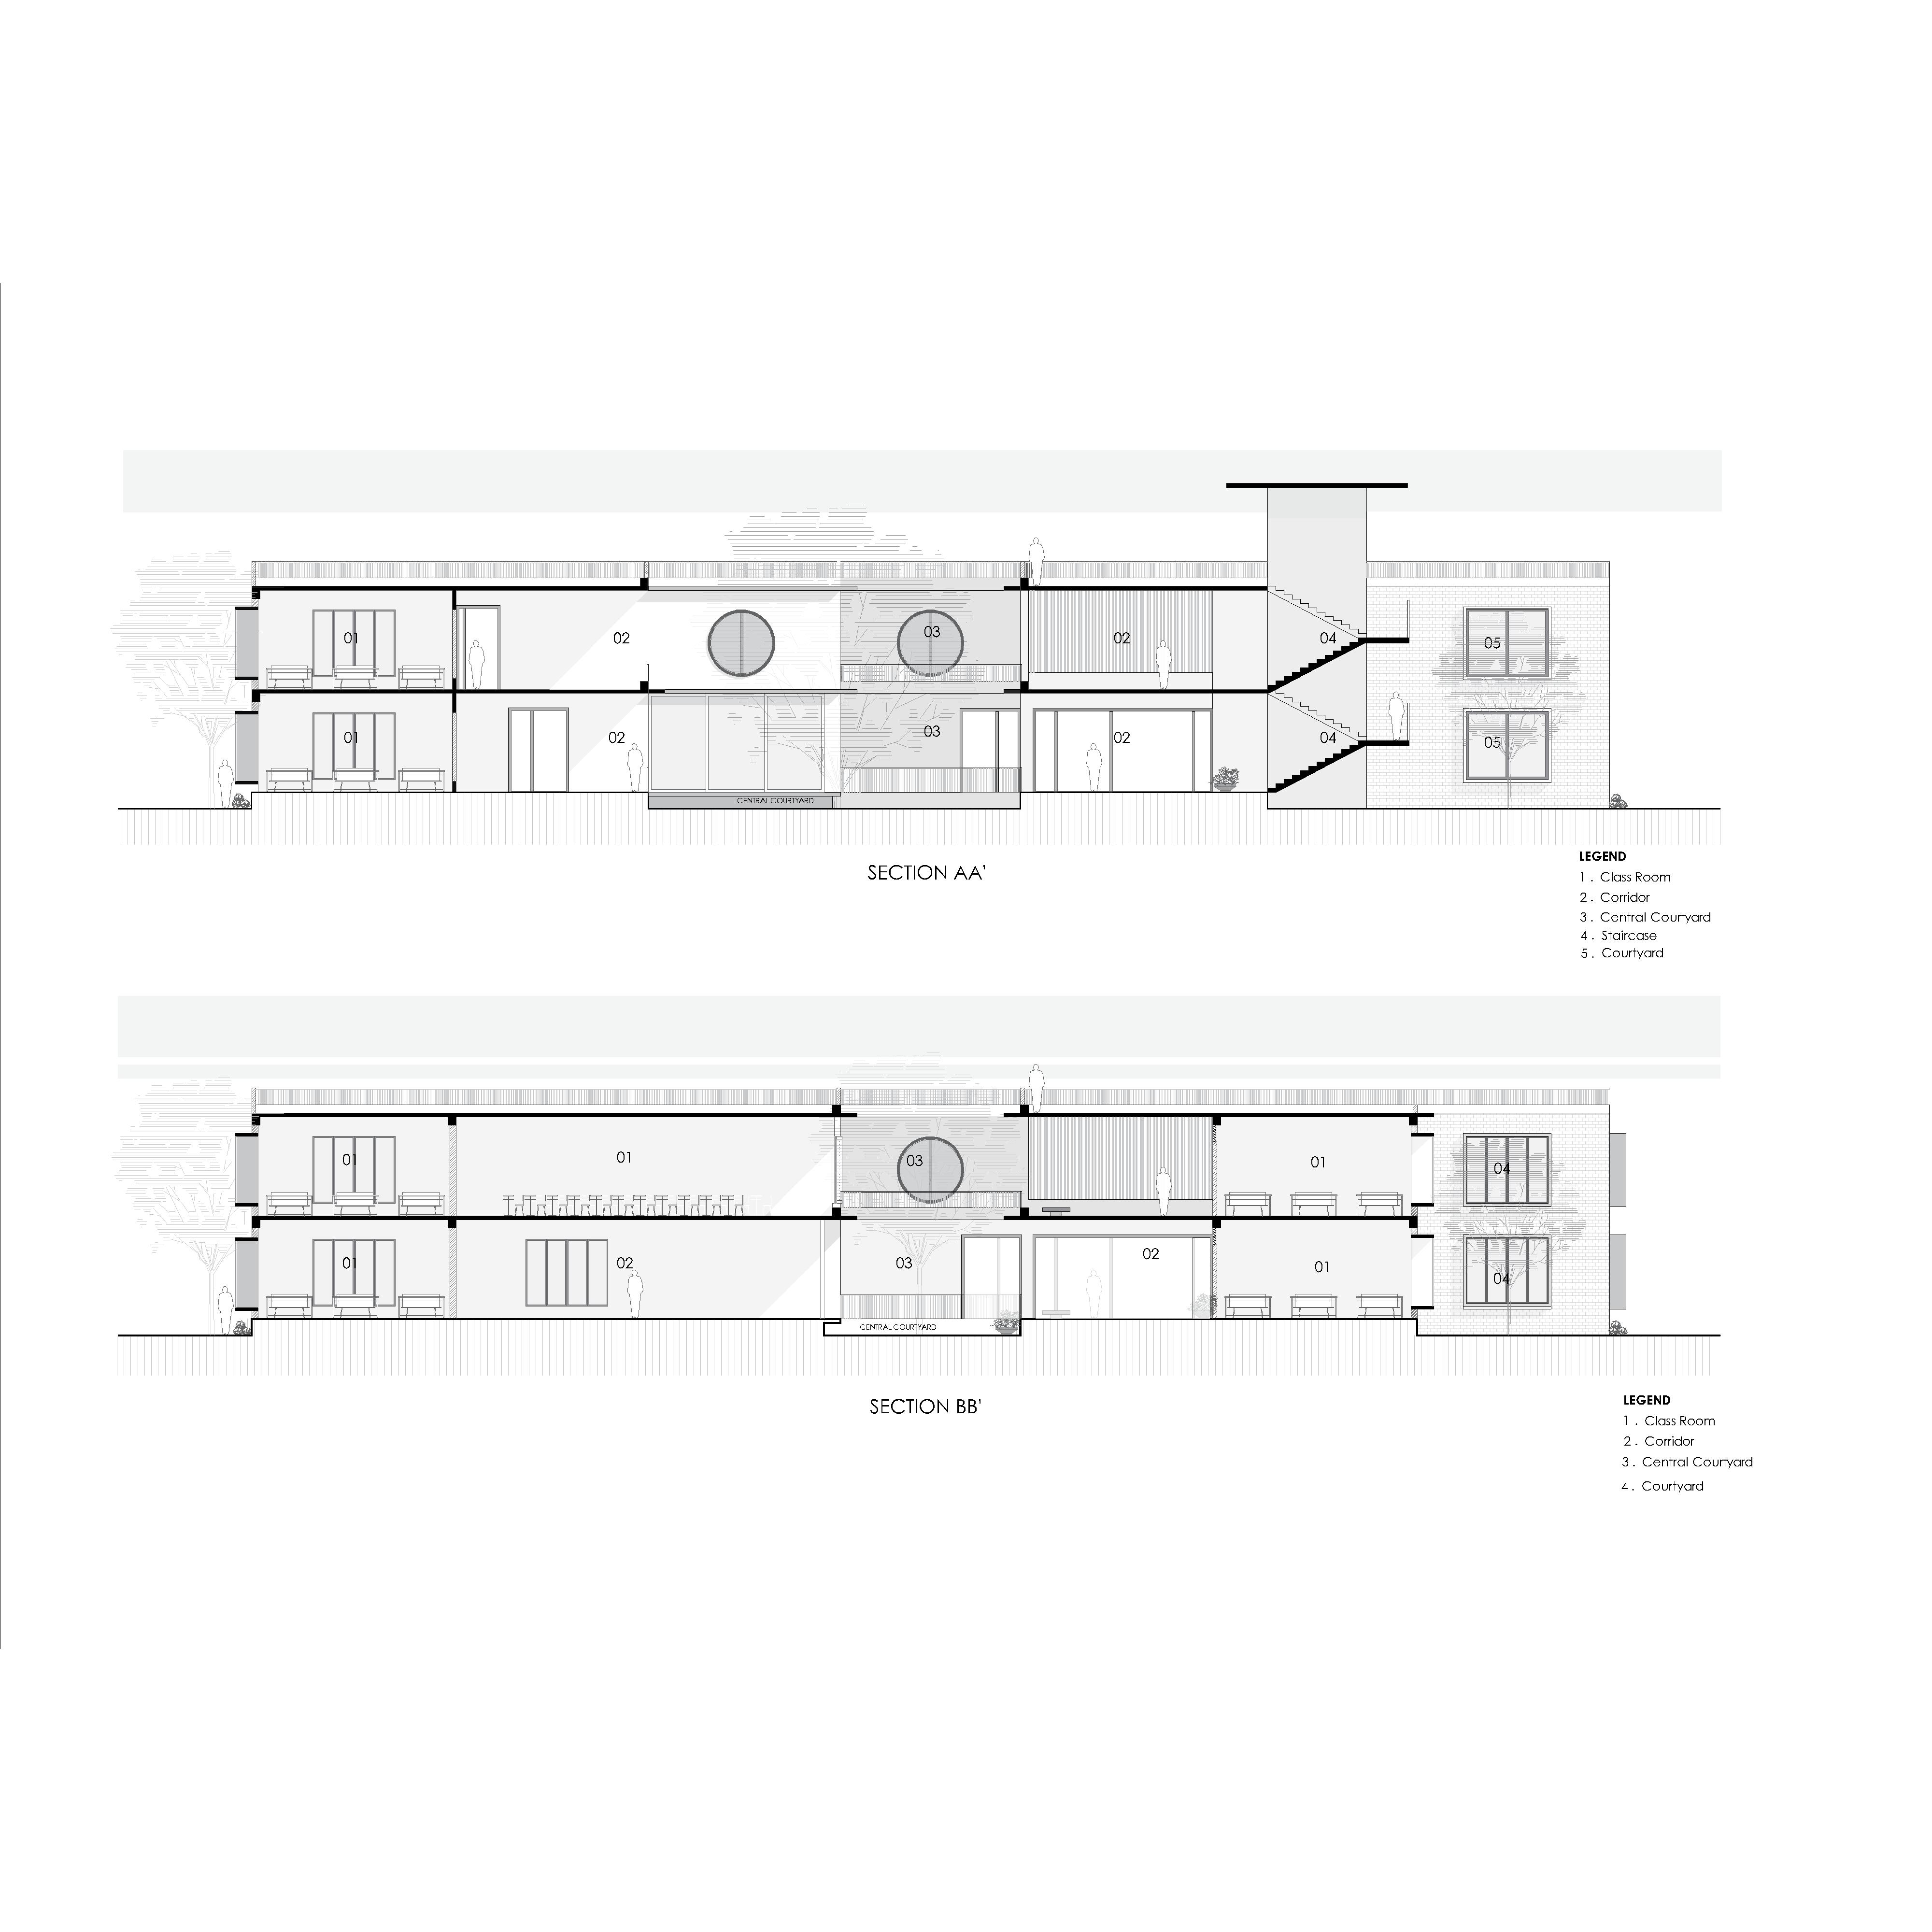 01 02 03 02 04 05
01 02 03 02 04 05
CENTRAL COURTYARD
SECTION AA'
LEGEND
1 . Class Room
2 . Corridor
3 . Central Courtyard
4 . Staircase
5 . Courtyard
01 01 03 01 04
01 02 03 02 01 04
CENTRAL COURTYARD
SECTION BB'
LEGEND
1 . Class Room
2 . Corridor
3 . Central Courtyard
4 . Courtyard